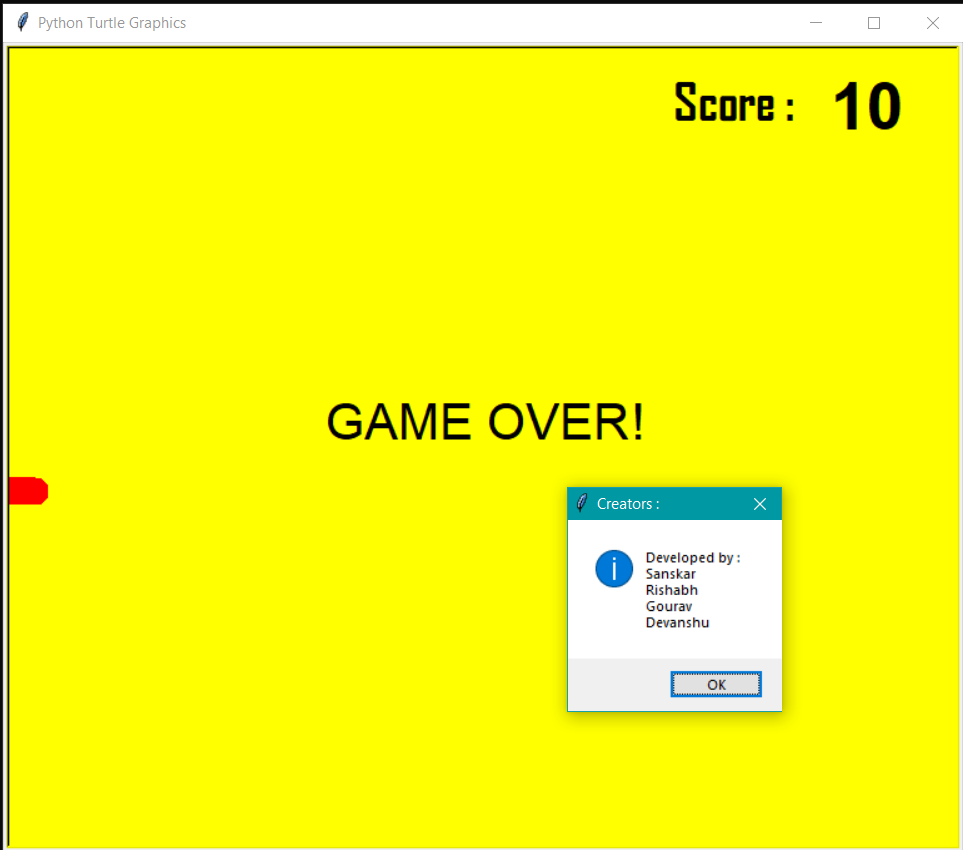 Python Turtle Graphics
Score : 10
GAME OVER!
Creators :
Developed by :
Sanskar
Rishabh
Gourav
Devanshu
OK